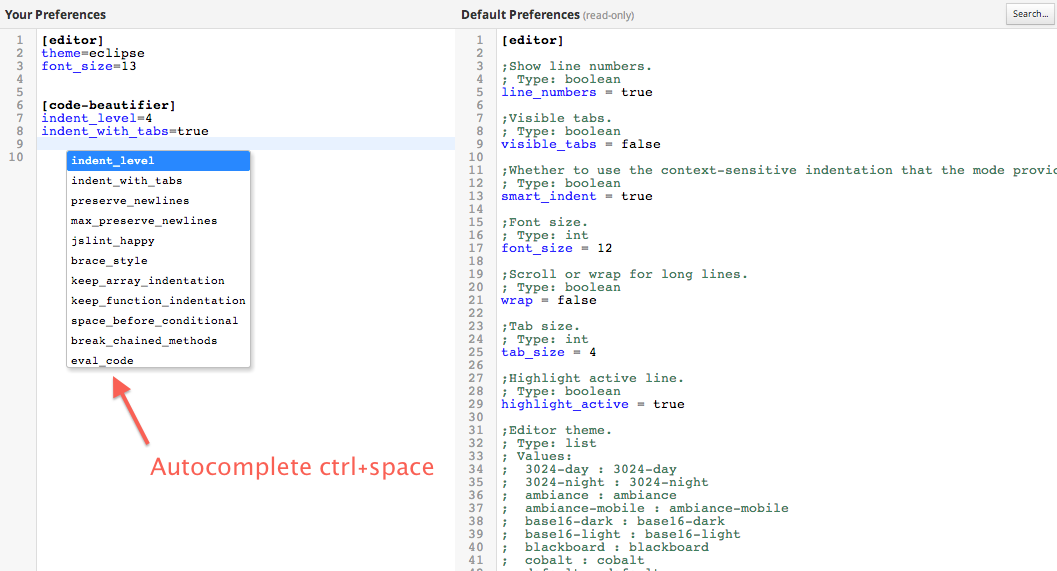 Your Preferences
1 [editor]
2 theme=eclipse
3 font_size=13
4
5
6 [code-beautifier]
7 indent_level=4
8 indent_with_tabs=true
9
10
indent_level
indent_with_tabs
preserve_newlines
max_preserve_newlines
jslint_happy
brace_style
keep_array_indentation
keep_function_indentation
space_before_conditional
break_chained_methods
eval_code
Autocomplete ctrl+space
Default Preferences (read-only)
Search...
1 [editor]
2
3 ;Show line numbers.
4 ; Type: boolean
5 line_numbers = true
6
7 ;Visible tabs.
8 ; Type: boolean
9 visible_tabs = false
10
11 ;Whether to use the context-sensitive indentation that the mode provid
12 ; Type: boolean
13 smart_indent = true
14
15 ;Font size.
16 ; Type: int
17 font_size = 12
18
19 ;Scroll or wrap for long lines.
20 ; Type: boolean
21 wrap = false
22
23 ;Tab size.
24 ; Type: int
25 tab_size = 4
26
27 ;Highlight active line.
28 ; Type: boolean
29 highlight_active = true
30
31 ;Editor theme.
32 ; Type: list
33 ; Values:
34 ;  3024-day : 3024-day
35 ;  3024-night : 3024-night
36 ;  ambiance : ambiance
37 ;  ambiance-mobile : ambiance-mobile
38 ;  base16-dark : base16-dark
39 ;  base16-light : base16-light
40 ;  blackboard : blackboard
41 ;  cobalt : cobalt